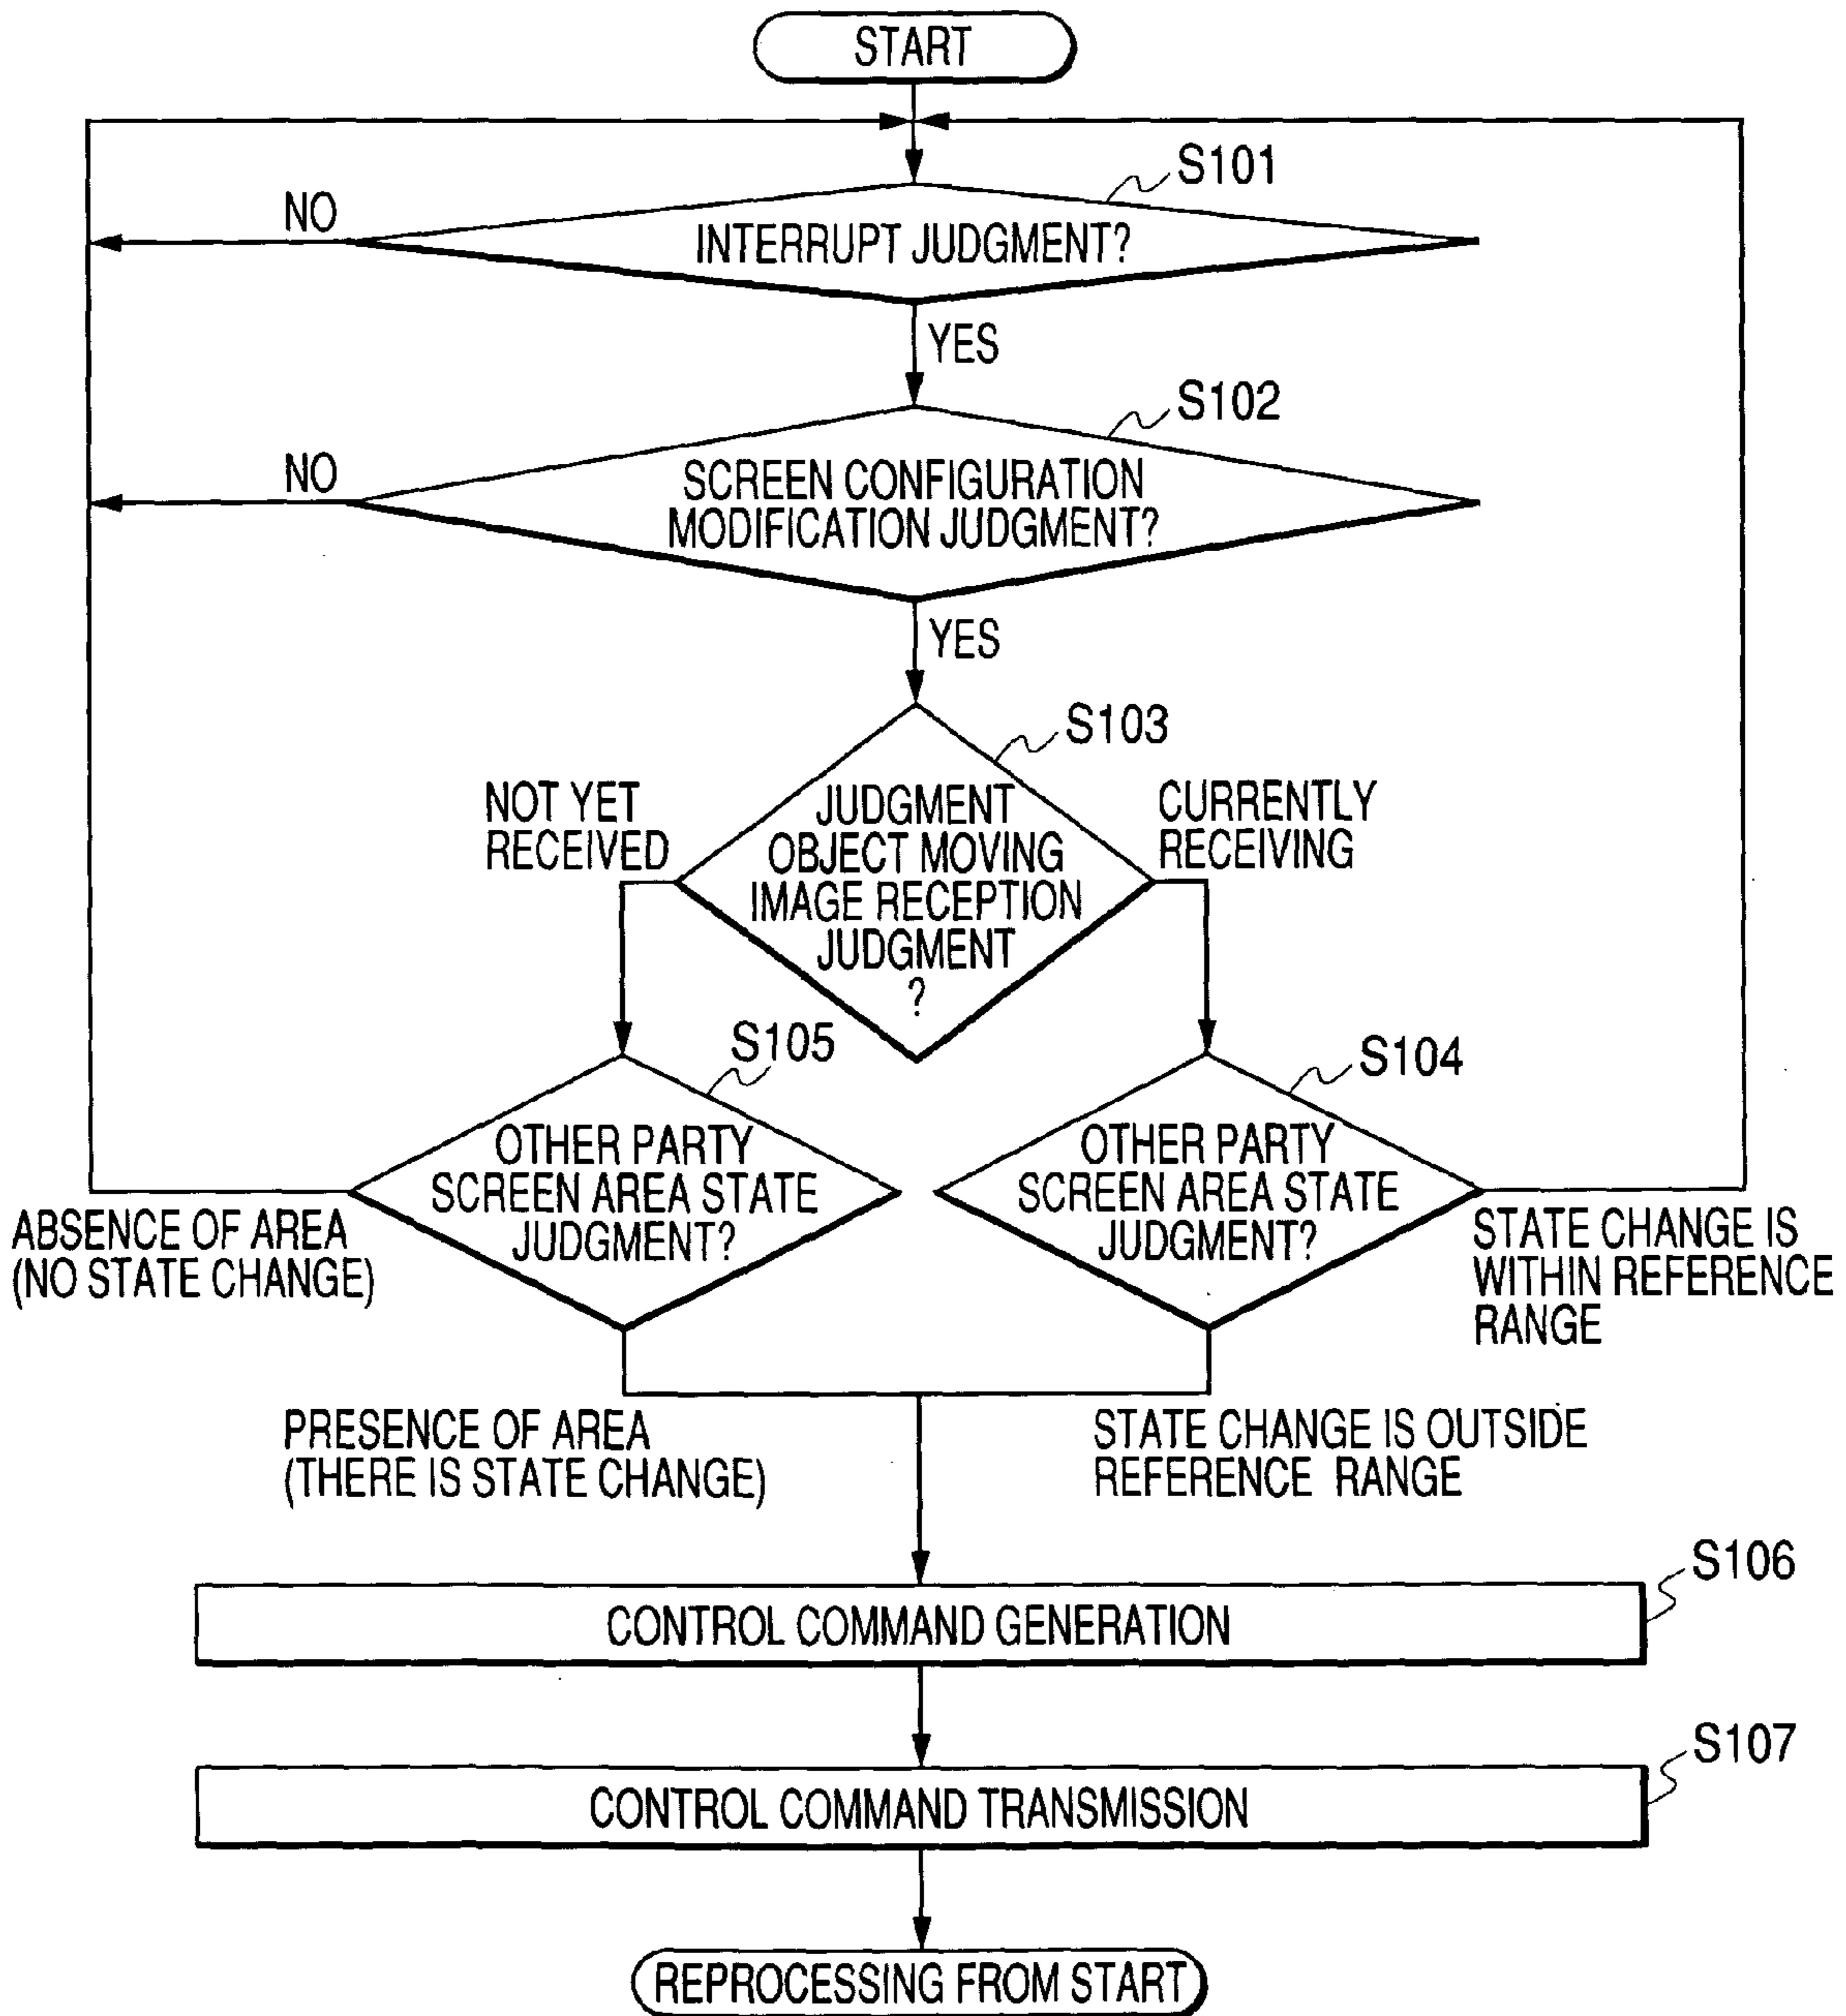 START
S101
NO
INTERRUPT JUDGMENT?
YES
S102
NO
SCREEN CONFIGURATION
MODIFICATION JUDGMENT?
YES
S103
NOT YET
RECEIVED
JUDGMENT
OBJECT MOVING
IMAGE RECEPTION
JUDGMENT
?
CURRENTLY
RECEIVING
S105
S104
OTHER PARTY
SCREEN AREA STATE
JUDGMENT?
OTHER PARTY
SCREEN AREA STATE
JUDGMENT?
ABSENCE OF AREA
(NO STATE CHANGE)
STATE CHANGE IS
WITHIN REFERENCE
RANGE
PRESENCE OF AREA
(THERE IS STATE CHANGE)
STATE CHANGE IS OUTSIDE
REFERENCE RANGE
S106
CONTROL COMMAND GENERATION
S107
CONTROL COMMAND TRANSMISSION
REPROCESSING FROM START